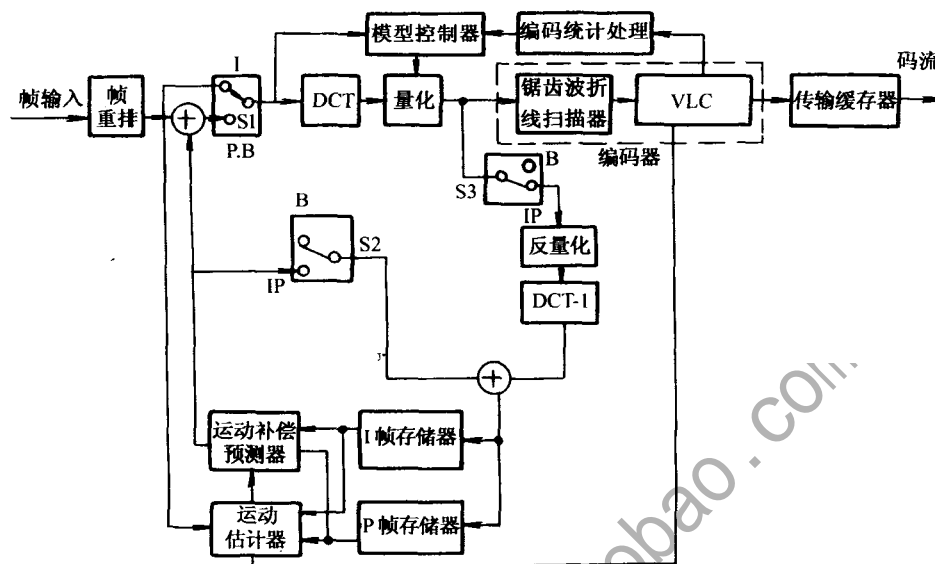 模型控制器
编码统计处理
码流
I
帧输入
帧
重排
S1
P.B
DCT
量化
锯齿波折
线扫描器
VLC
传输缓存器
编码器
B
S3
IP
B
S2
IP
反量化
DCT-1
运动补偿
预测器
I 帧存储器
运动
估计器
P 帧存储器
obao.com